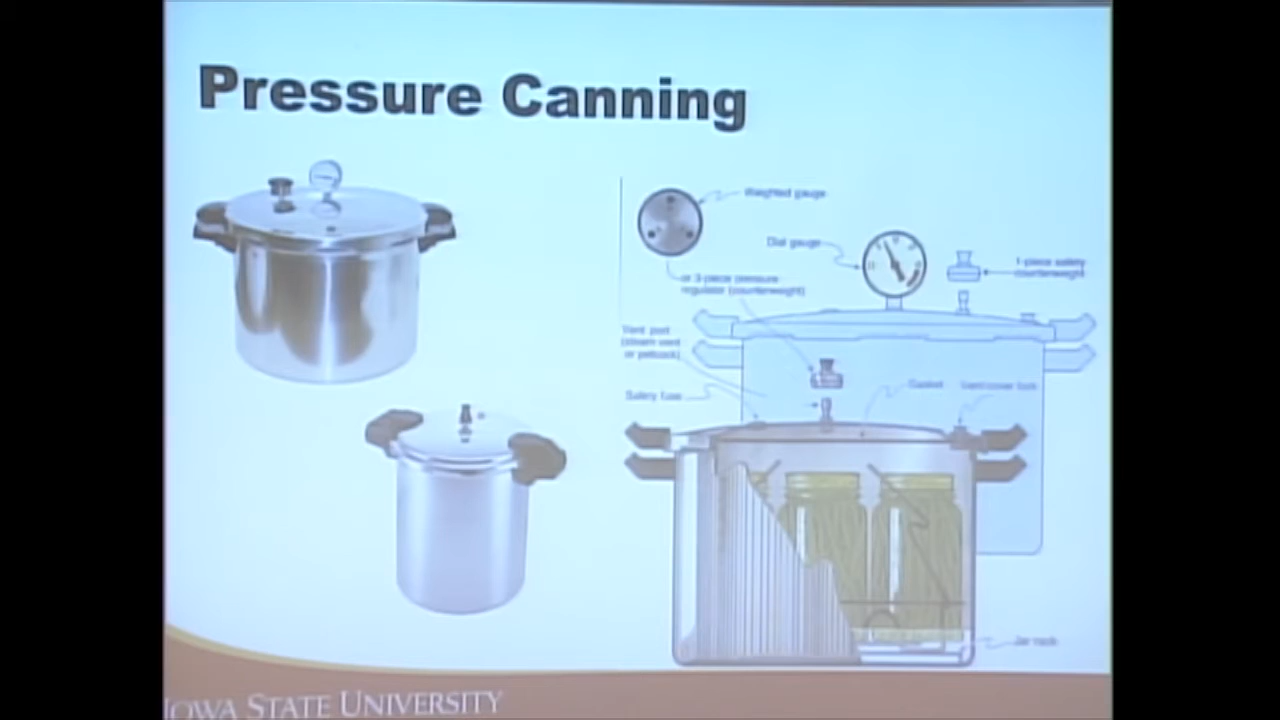 Pressure Canning
Weighted gauge
Dial gauge
1-piece safety
counterweight
or 3-piece pressure
regulator (counterweight)
Vent port
(steam vent
or petcock)
Safety fuse
Gasket
Vent/cover lock
Jar rack
IOWA STATE UNIVERSITY